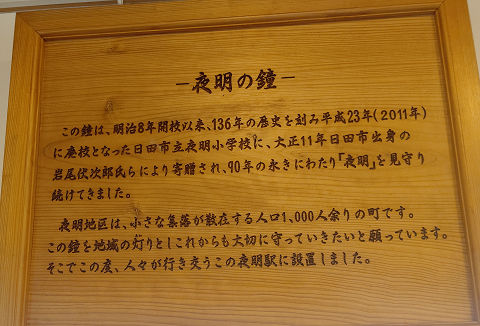 －夜明の鐘－
この鐘は、明治8年開校以来、136年の歴史を刻み平成23年(2011年)
に廃校となった日田市立夜明小学校に、大正11年日田市出身の
岩尾伏次郎氏らにより寄贈され、90年の永きにわたり「夜明」を見守り
続けてきました。
夜明地区は、小さな集落が散在する人口1,000人余りの町です。
この鐘を地域の灯りとしこれからも大切に守っていきたいと願っています。
そこでこの度、人々が行き交うこの夜明駅に設置しました。